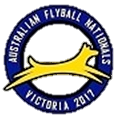 AUSTRALIAN FLYBALL NATIONALS
VICTORIA 2017